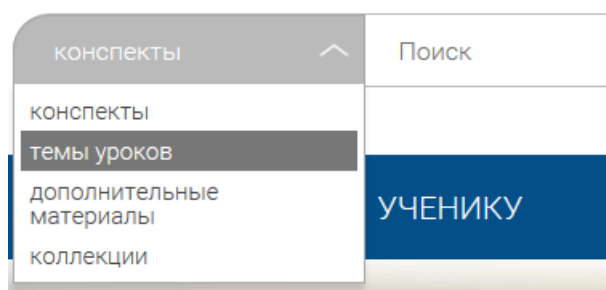 конспекты
Поиск
конспекты
темы уроков
дополнительные
материалы
коллекции
УЧЕНИКУ